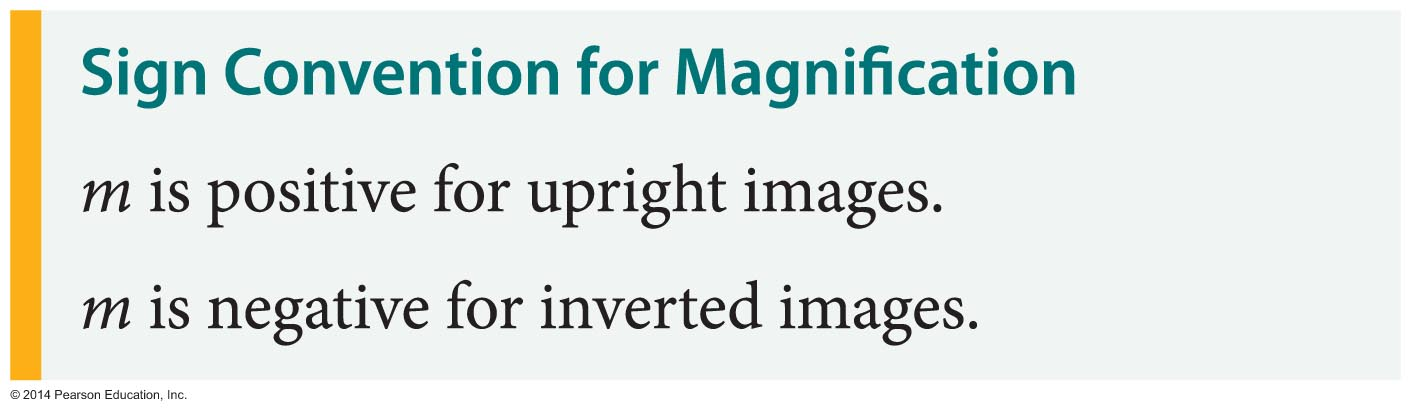 Sign Convention for Magnification
m is positive for upright images.
m is negative for inverted images.
© 2014 Pearson Education, Inc.